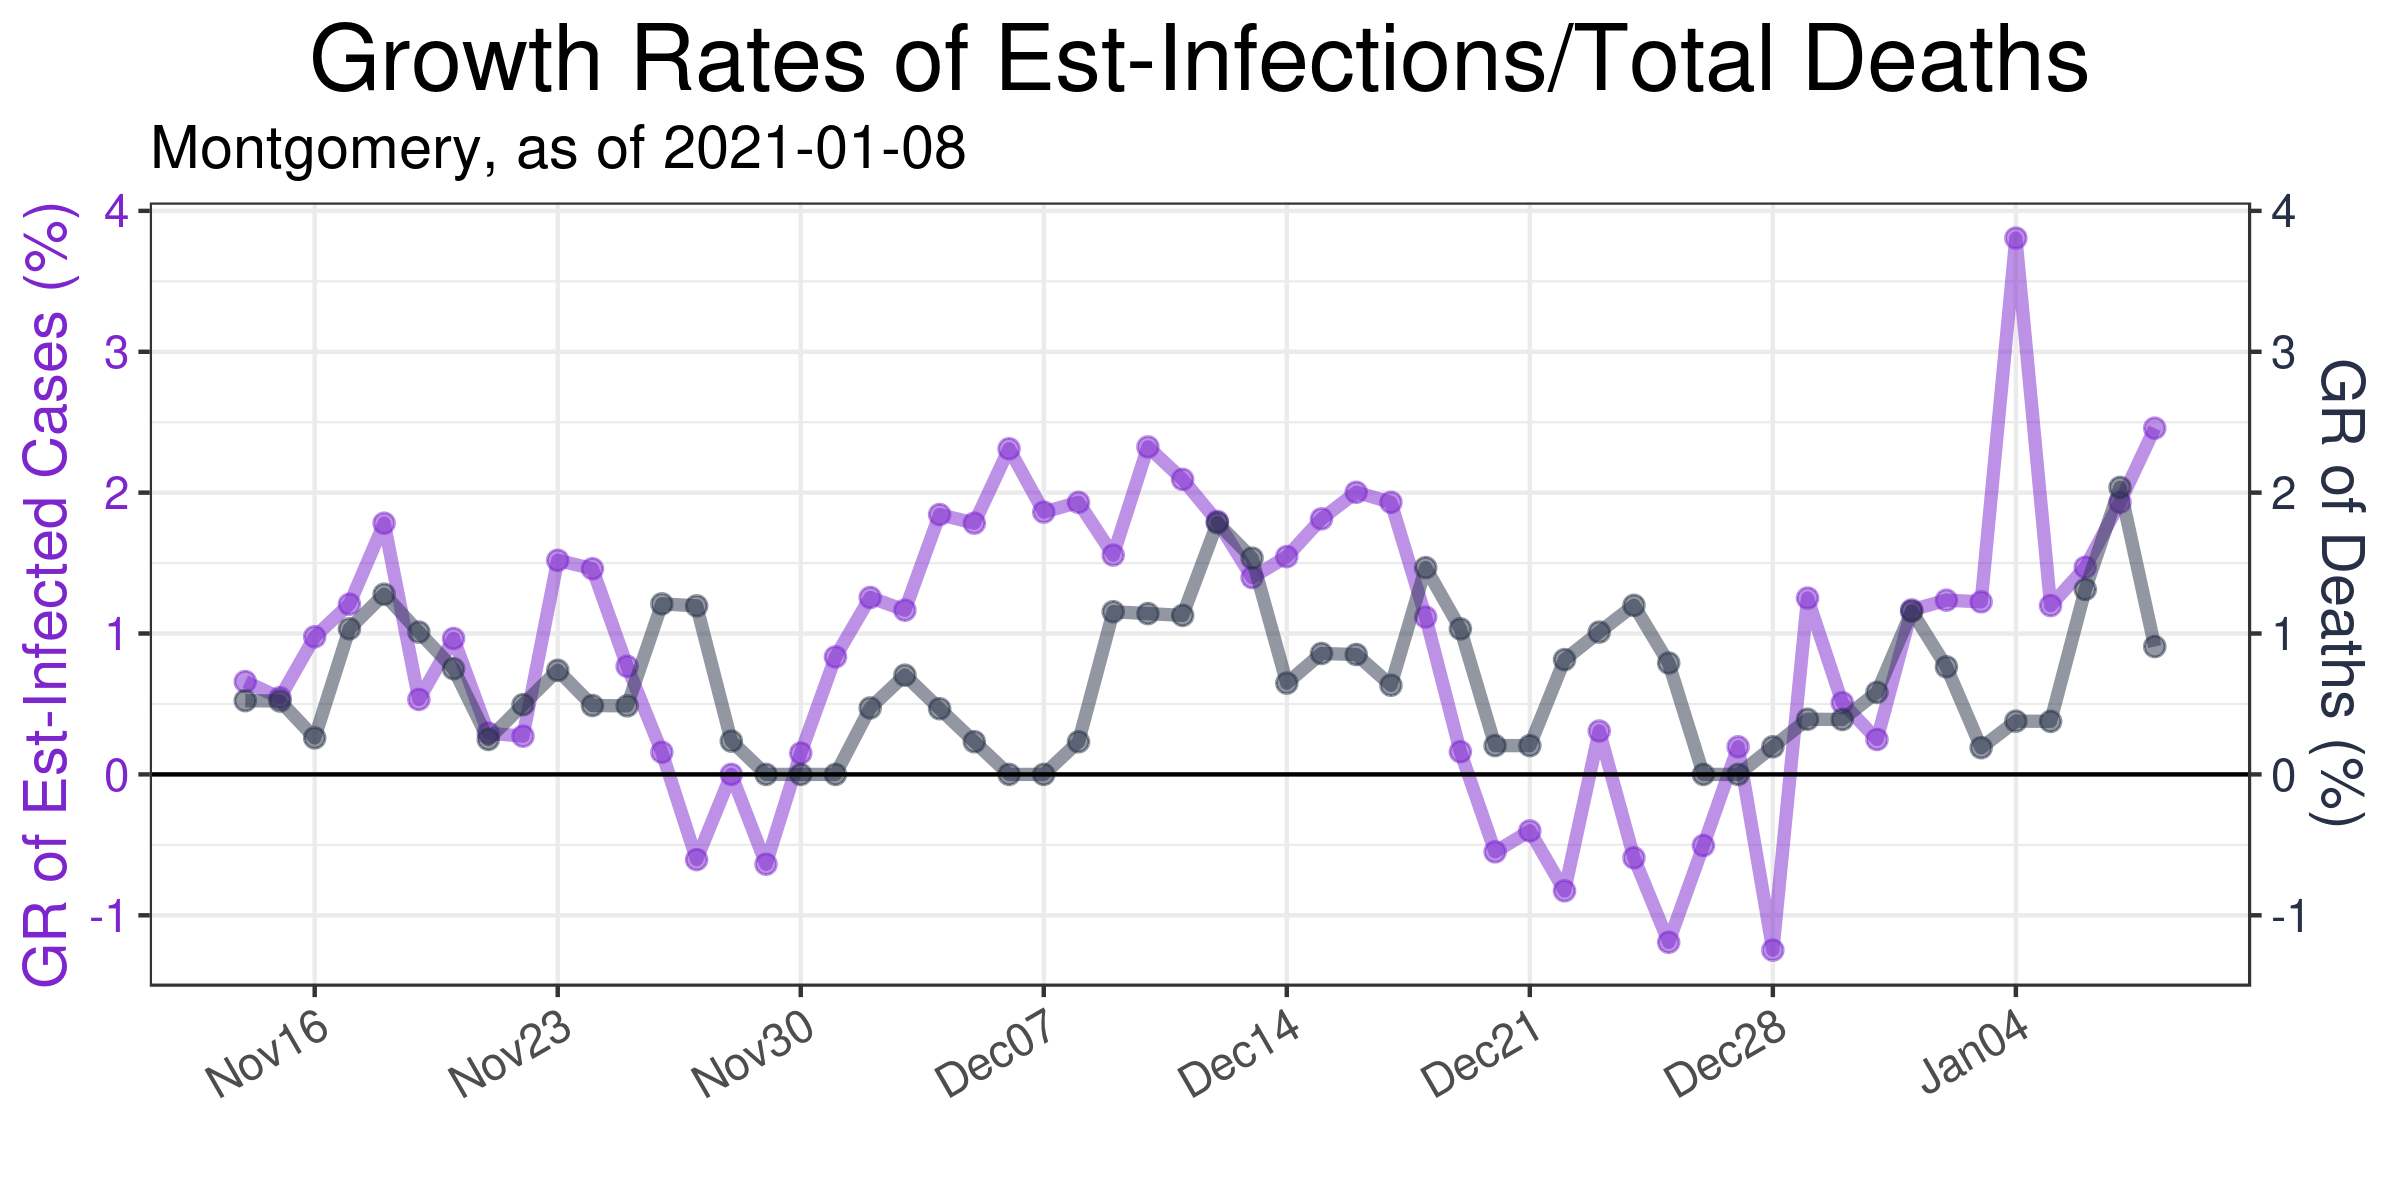 Growth Rates of Est-Infections/Total Deaths
Montgomery, as of 2021-01-08
GR of Est-Infected Cases (%)
4
3
2
1
0
-1
4
3
2
1
0
-1
GR of Deaths (%)
Nov16
Nov23
Nov30
Dec07
Dec14
Dec21
Dec28
Jan04